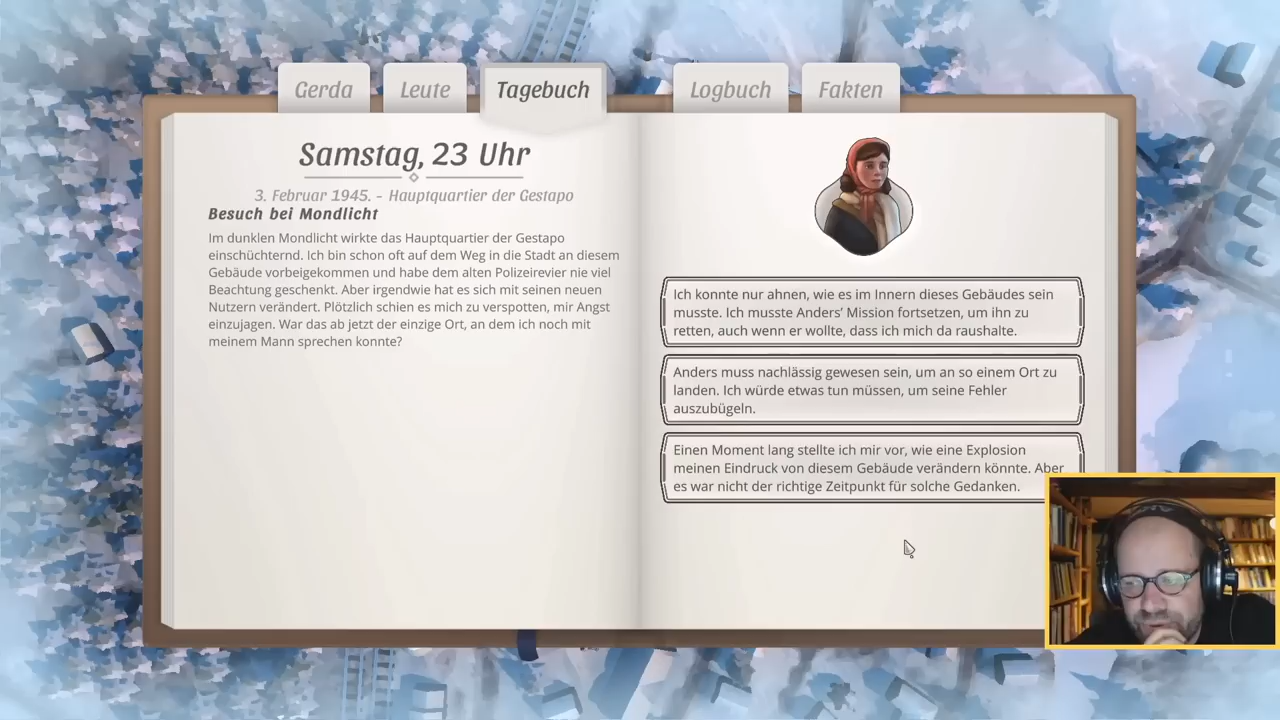 Gerda
Leute
Tagebuch
Logbuch
Fakten
Samstag, 23 Uhr
3. Februar 1945. - Hauptquartier der Gestapo
Besuch bei Mondlicht
Im dunklen Mondlicht wirkte das Hauptquartier der Gestapo
einschüchternd. Ich bin schon oft auf dem Weg in die Stadt an diesem
Gebäude vorbeigekommen und habe dem alten Polizeirevier nie viel
Beachtung geschenkt. Aber irgendwie hat es sich mit seinen neuen
Nutzern verändert. Plötzlich schien es mich zu verspotten, mir Angst
einzujagen. War das ab jetzt der einzige Ort, an dem ich noch mit
meinem Mann sprechen konnte?
Ich konnte nur ahnen, wie es im Innern dieses Gebäudes sein
musste. Ich musste Anders’ Mission fortsetzen, um ihn zu
retten, auch wenn er wollte, dass ich mich da raushalte.
Anders muss nachlässig gewesen sein, um an so einem Ort zu
landen. Ich würde etwas tun müssen, um seine Fehler
auszubügeln.
Einen Moment lang stellte ich mir vor, wie eine Explosion
meinen Eindruck von diesem Gebäude verändern könnte. Aber
es war nicht der richtige Zeitpunkt für solche Gedanken.